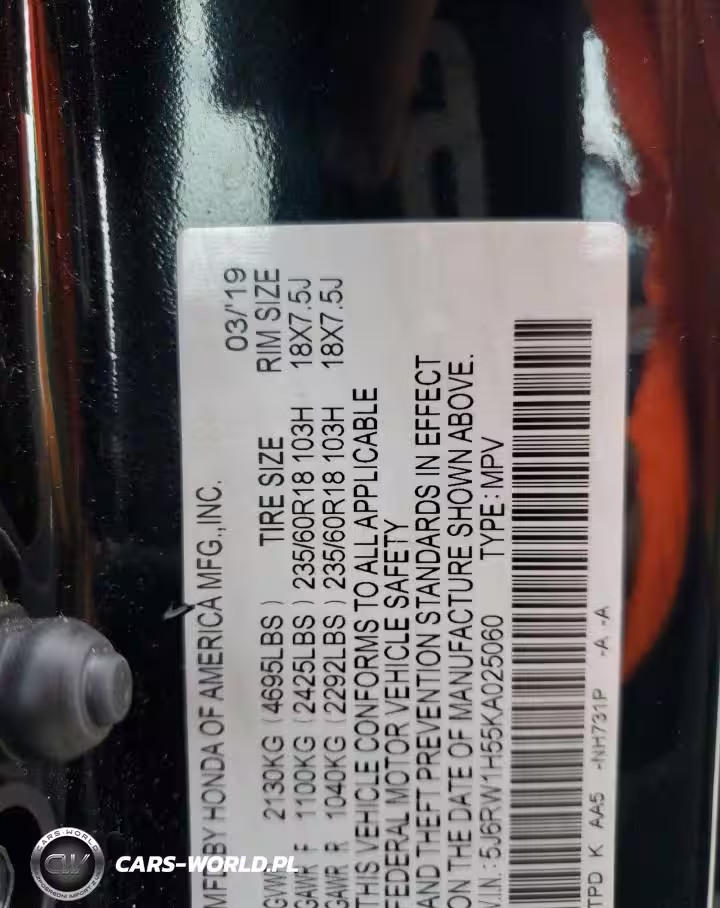 MFD BY HONDA OF AMERICA MFG.,INC. 03/'19
GVWR 2130KG (4695LBS) TIRE SIZE RIM SIZE
GAWR F 1100KG (2425LBS) 235/60R18 103H 18X7.5J
GAWR R 1040KG (2292LBS) 235/60R18 103H 18X7.5J
THIS VEHICLE CONFORMS TO ALL APPLICABLE
FEDERAL MOTOR VEHICLE SAFETY
AND THEFT PREVENTION STANDARDS IN EFFECT
ON THE DATE OF MANUFACTURE SHOWN ABOVE.
V.I.N.: 5J6RW1H55KA025060 TYPE : MPV
TPD K AA5 -NH731P -A -A
CW
CARS-WORLD.PL